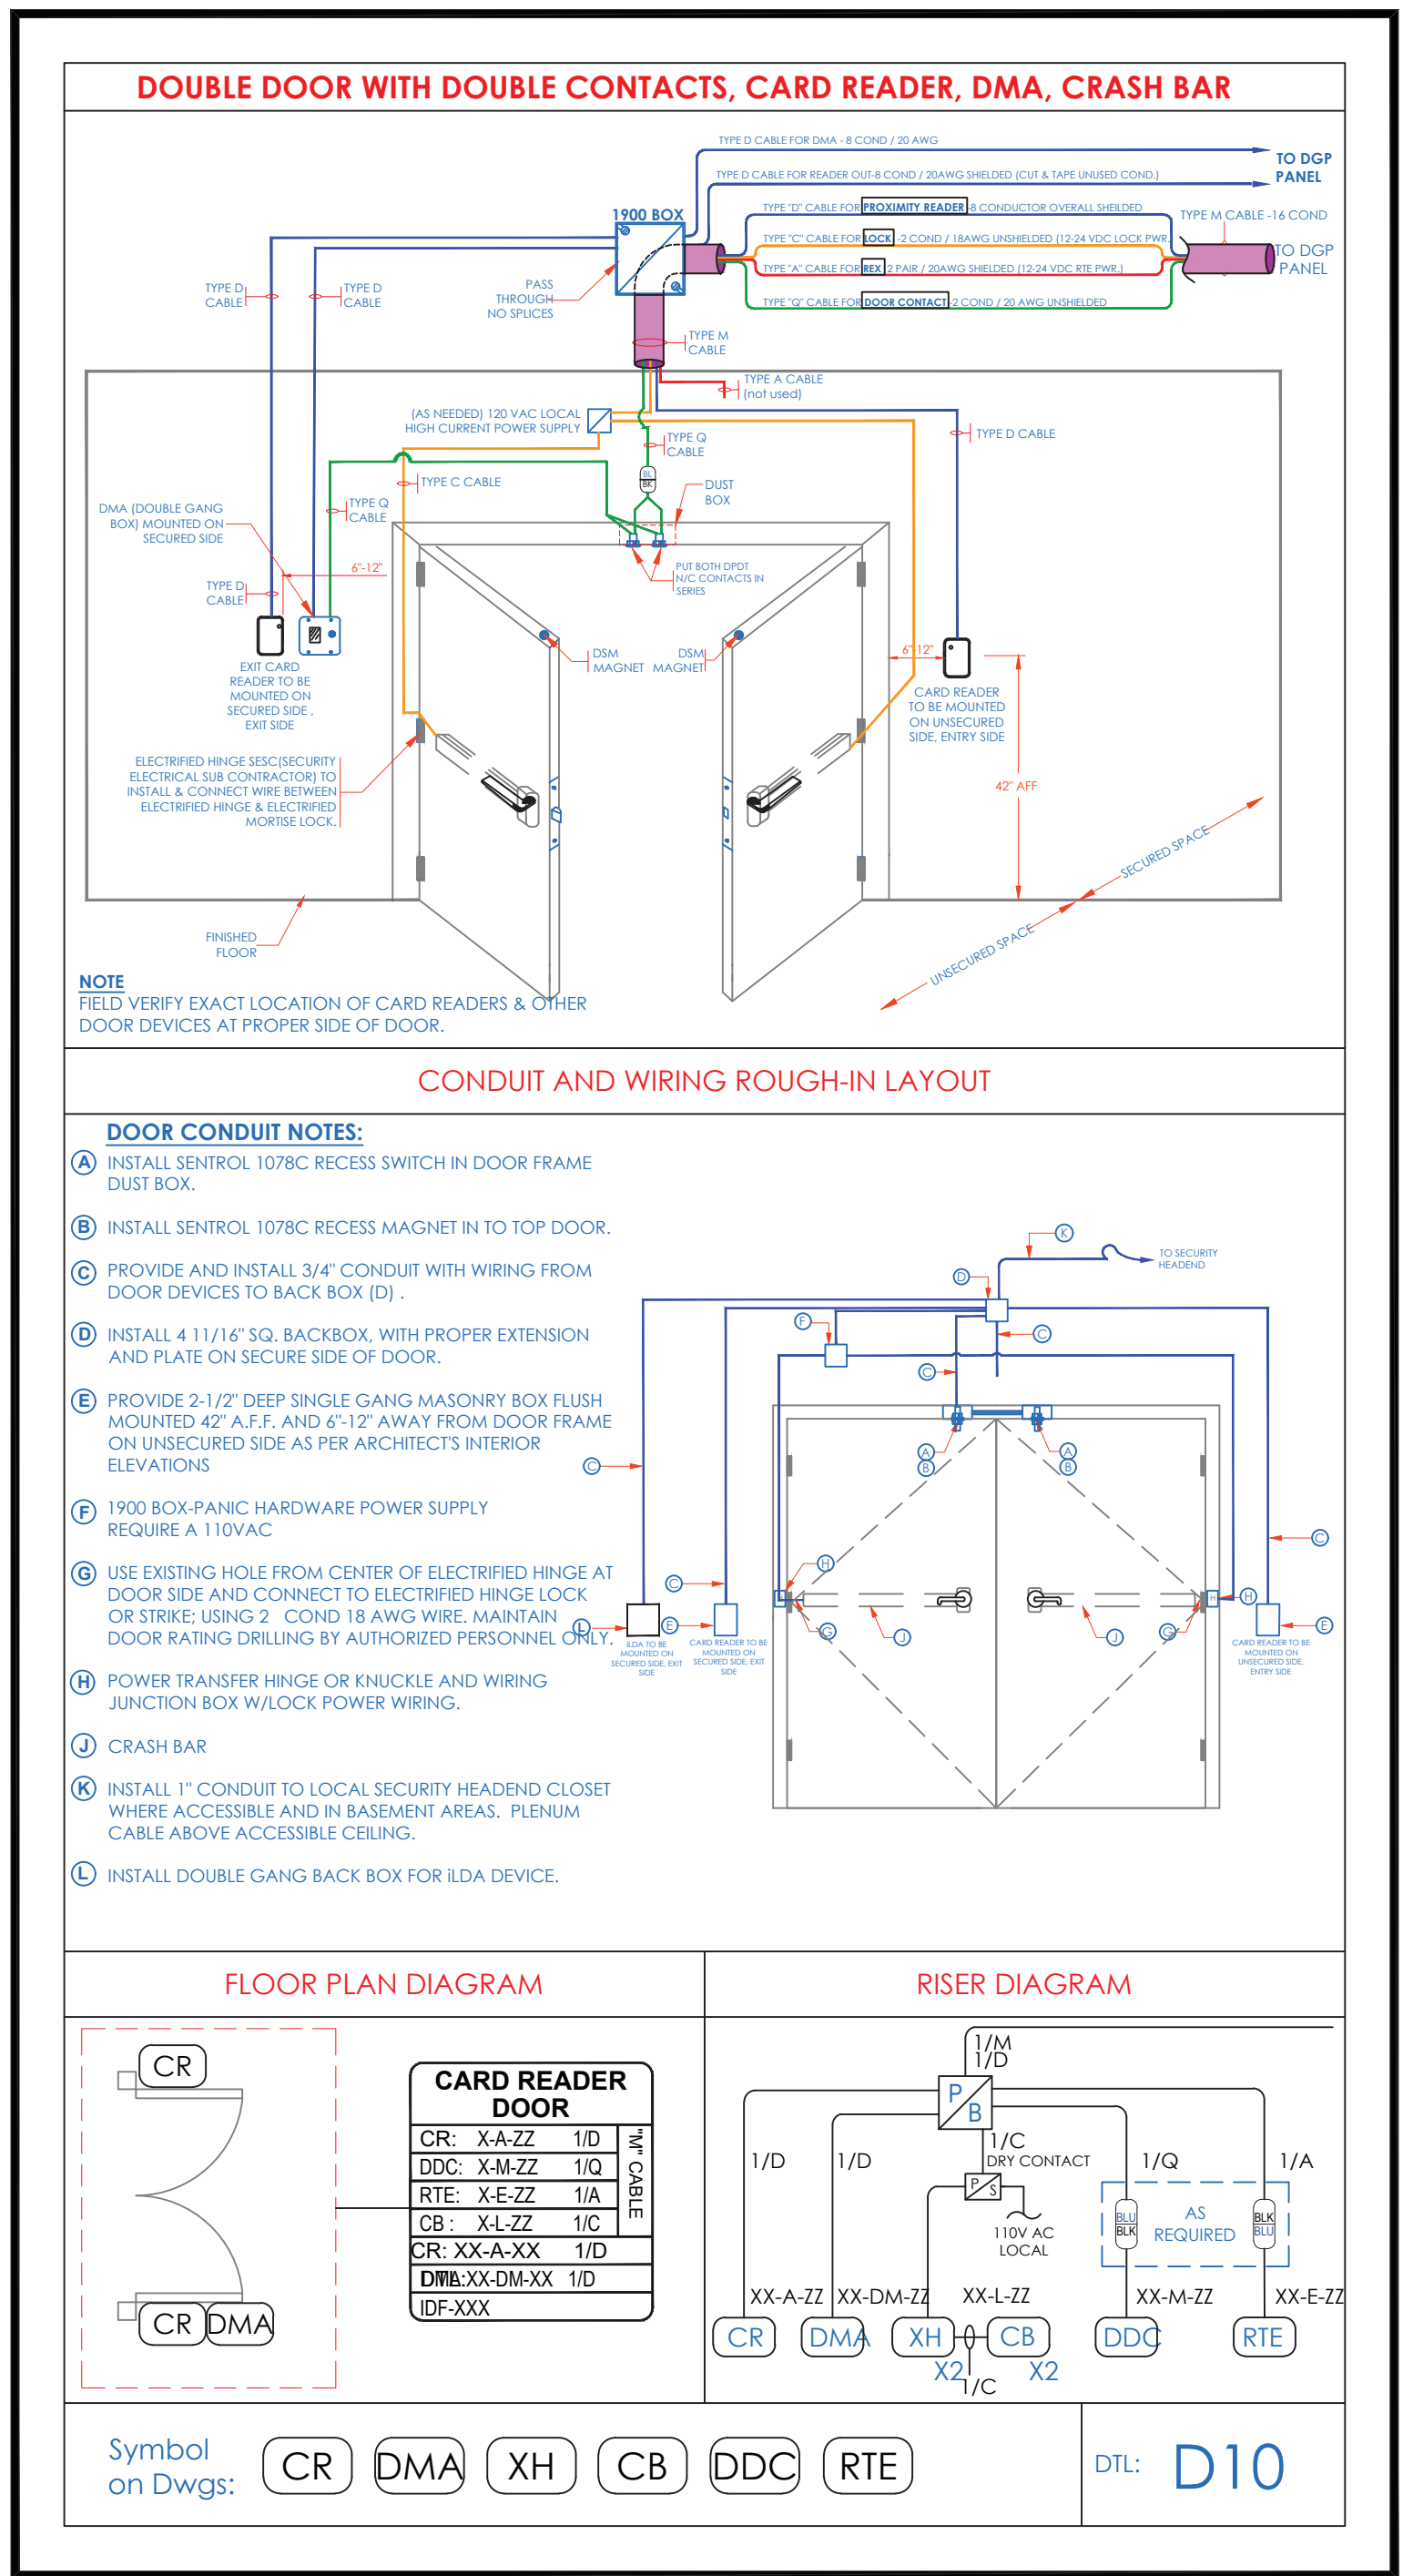 DOUBLE DOOR WITH DOUBLE CONTACTS, CARD READER, DMA, CRASH BAR
TYPE D CABLE FOR DMA - 8 COND / 20 AWG
TO DGP
PANEL
TYPE D CABLE FOR READER OUT-8 COND / 20AWG SHIELDED (CUT & TAPE UNUSED COND.)
1900 BOX
TYPE "D" CABLE FOR PROXIMITY READER -8 CONDUCTOR OVERALL SHEILDED
TYPE M CABLE -16 COND
TYPE "C" CABLE FOR LOCK -2 COND / 18AWG UNSHIELDED (12-24 VDC LOCK PWR.
TO DGP
PANEL
TYPE "A" CABLE FOR REX 2 PAIR / 20AWG SHIELDED (12-24 VDC RTE PWR.)
TYPE "Q" CABLE FOR DOOR CONTACT -2 COND / 20 AWG UNSHIELDED
TYPE D
CABLE
TYPE D
CABLE
PASS
THROUGH
NO SPLICES
TYPE M
CABLE
TYPE A CABLE
(not used)
(AS NEEDED) 120 VAC LOCAL
HIGH CURRENT POWER SUPPLY
TYPE Q
CABLE
TYPE D CABLE
BL
BK
TYPE C CABLE
DUST
BOX
DMA (DOUBLE GANG
BOX) MOUNTED ON
SECURED SIDE
TYPE Q
CABLE
6"-12"
PUT BOTH DPDT
N/C CONTACTS IN
SERIES
TYPE D
CABLE
DSM
MAGNET
DSM
MAGNET
6"-12"
EXIT CARD
READER TO BE
MOUNTED ON
SECURED SIDE ,
EXIT SIDE
CARD READER
TO BE MOUNTED
ON UNSECURED
SIDE, ENTRY SIDE
ELECTRIFIED HINGE SESC(SECURITY
ELECTRICAL SUB CONTRACTOR) TO
INSTALL & CONNECT WIRE BETWEEN
ELECTRIFIED HINGE & ELECTRIFIED
MORTISE LOCK.
42" AFF
SECURED SPACE
UNSECURED SPACE
FINISHED
FLOOR
NOTE
FIELD VERIFY EXACT LOCATION OF CARD READERS & OTHER
DOOR DEVICES AT PROPER SIDE OF DOOR.
CONDUIT AND WIRING ROUGH-IN LAYOUT
DOOR CONDUIT NOTES:
A INSTALL SENTROL 1078C RECESS SWITCH IN DOOR FRAME
DUST BOX.
B INSTALL SENTROL 1078C RECESS MAGNET IN TO TOP DOOR.
C PROVIDE AND INSTALL 3/4" CONDUIT WITH WIRING FROM
DOOR DEVICES TO BACK BOX (D) .
D INSTALL 4 11/16" SQ. BACKBOX, WITH PROPER EXTENSION
AND PLATE ON SECURE SIDE OF DOOR.
E PROVIDE 2-1/2" DEEP SINGLE GANG MASONRY BOX FLUSH
MOUNTED 42" A.F.F. AND 6"-12" AWAY FROM DOOR FRAME
ON UNSECURED SIDE AS PER ARCHITECT'S INTERIOR
ELEVATIONS
F 1900 BOX-PANIC HARDWARE POWER SUPPLY
REQUIRE A 110VAC
G USE EXISTING HOLE FROM CENTER OF ELECTRIFIED HINGE AT
DOOR SIDE AND CONNECT TO ELECTRIFIED HINGE LOCK
OR STRIKE; USING 2 COND 18 AWG WIRE. MAINTAIN
DOOR RATING DRILLING BY AUTHORIZED PERSONNEL ONLY.
H POWER TRANSFER HINGE OR KNUCKLE AND WIRING
JUNCTION BOX W/LOCK POWER WIRING.
J CRASH BAR
K INSTALL 1" CONDUIT TO LOCAL SECURITY HEADEND CLOSET
WHERE ACCESSIBLE AND IN BASEMENT AREAS. PLENUM
CABLE ABOVE ACCESSIBLE CEILING.
L INSTALL DOUBLE GANG BACK BOX FOR iLDA DEVICE.
K
TO SECURITY
HEADEND
D
F
C
C
A
B
A
B
C
C
H
C
H
H
L
E
G
J
J
G
E
iLDA TO BE
MOUNTED ON
SECURED SIDE, EXIT
SIDE
CARD READER TO BE
MOUNTED ON
SECURED SIDE, EXIT
SIDE
CARD READER TO BE
MOUNTED ON
UNSECURED SIDE,
ENTRY SIDE
FLOOR PLAN DIAGRAM
CR
CR DMA
CARD READER
DOOR
CR: X-A-ZZ 1/D
DDC: X-M-ZZ 1/Q
RTE: X-E-ZZ 1/A
CB : X-L-ZZ 1/C
"M" CABLE
CR: XX-A-XX 1/D
XX-DM-XX 1/D
IDF-XXX
RISER DIAGRAM
1/M
1/D
P
B
1/C
DRY CONTACT
1/D
1/D
1/Q
1/A
P
S
110V AC
LOCAL
BLU
BLK
AS
REQUIRED
BLK
BLU
XX-A-ZZ
XX-DM-ZZ
XX-L-ZZ
XX-M-ZZ
XX-E-ZZ
CR
DMA
XH
CB
DDC
RTE
X2
X2
1/C
Symbol
on Dwgs:
CR DMA XH CB DDC RTE
DTL: D10